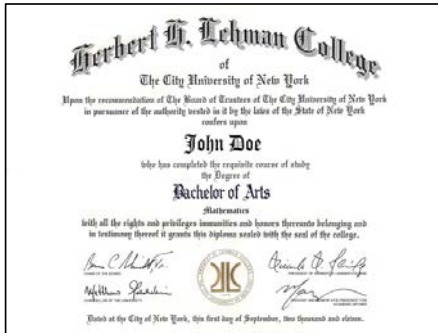 Herbert H. Lehman College
of
The City University of New York
Upon the recommendation of The Board of Trustees of The City University of New York
in pursuance of the authority vested in it by the laws of the State of New York
confers upon
John Doe
who has completed the requisite course of study
the Degree of
Bachelor of Arts
Mathematics
with all the rights and privileges immunities and honors thereunto belonging and
in testimony thereof it grants this diploma sealed with the seal of the college.
Dated at the City of New York, this first day of September, two thousand and eleven.